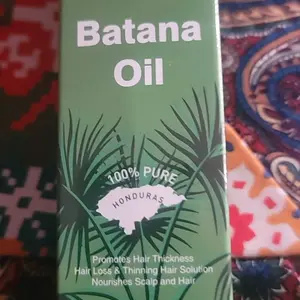 Batana
Oil
100% PURE
HONDURAS
Promotes Hair Thickness
Hair Loss & Thinning Hair Solution
Nourishes Scalp and Hair